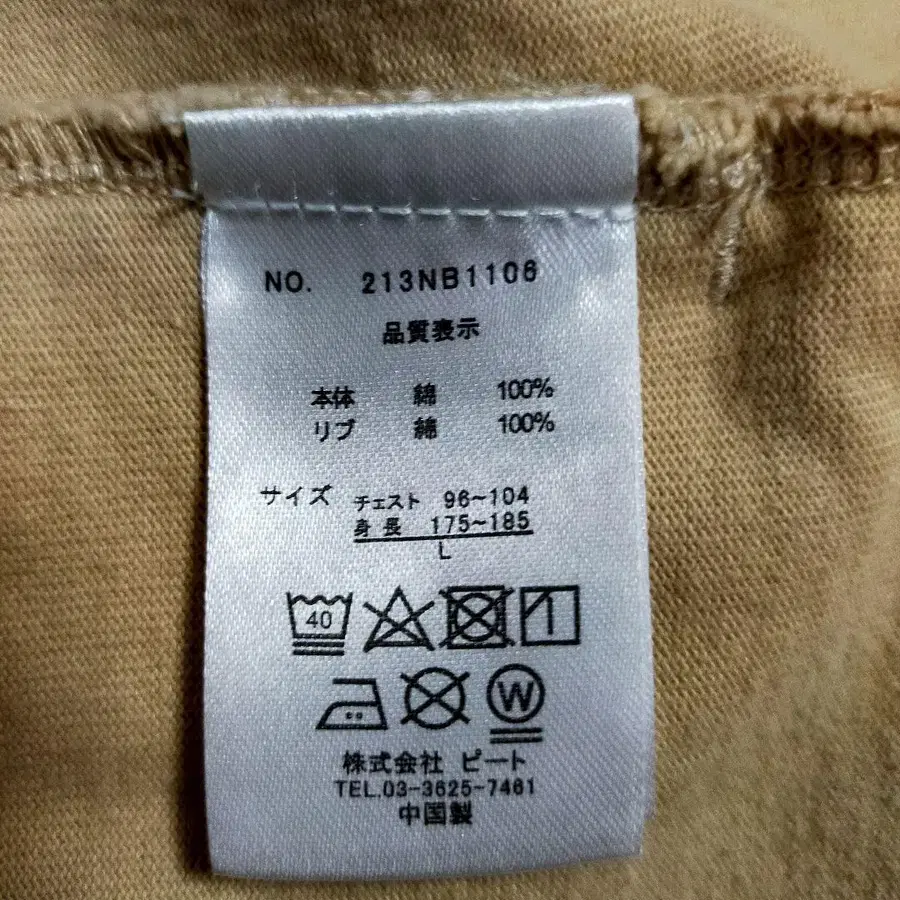 NO. 213NB1106
品質表示
本体 綿 100%
リブ 綿 100%
サイズ チェスト 96~104
身長 175~185
L
40
W
株式会社 ピート
TEL.03-3625-7461
中国製